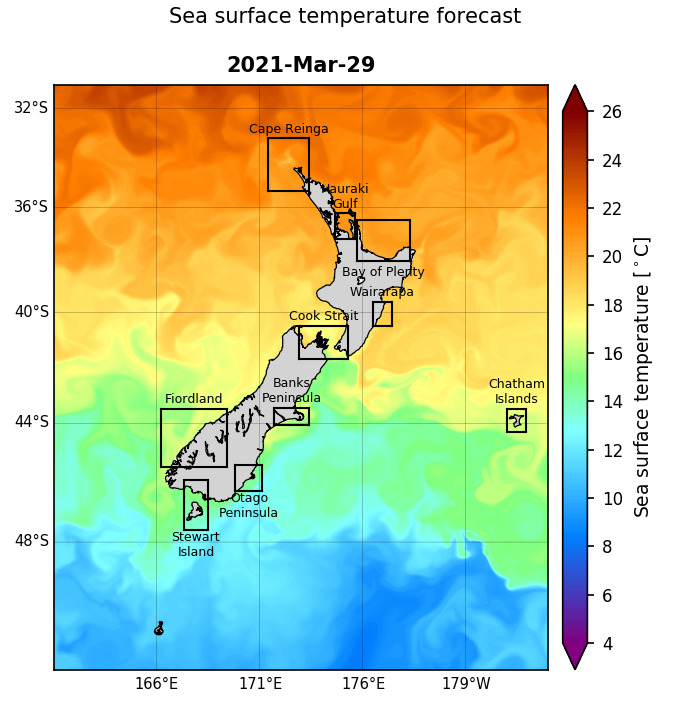 Sea surface temperature forecast
2021-Mar-29
32°S
36°S
40°S
44°S
48°S
Cape Reinga
Hauraki
Gulf
Bay of Plenty
Wairarapa
Cook Strait
Banks
Peninsula
Fiordland
Chatham
Islands
Otago
Peninsula
Stewart
Island
166°E
171°E
176°E
179°W
26
24
22
20
18
16
14
12
10
8
6
4
Sea surface temperature [°C]